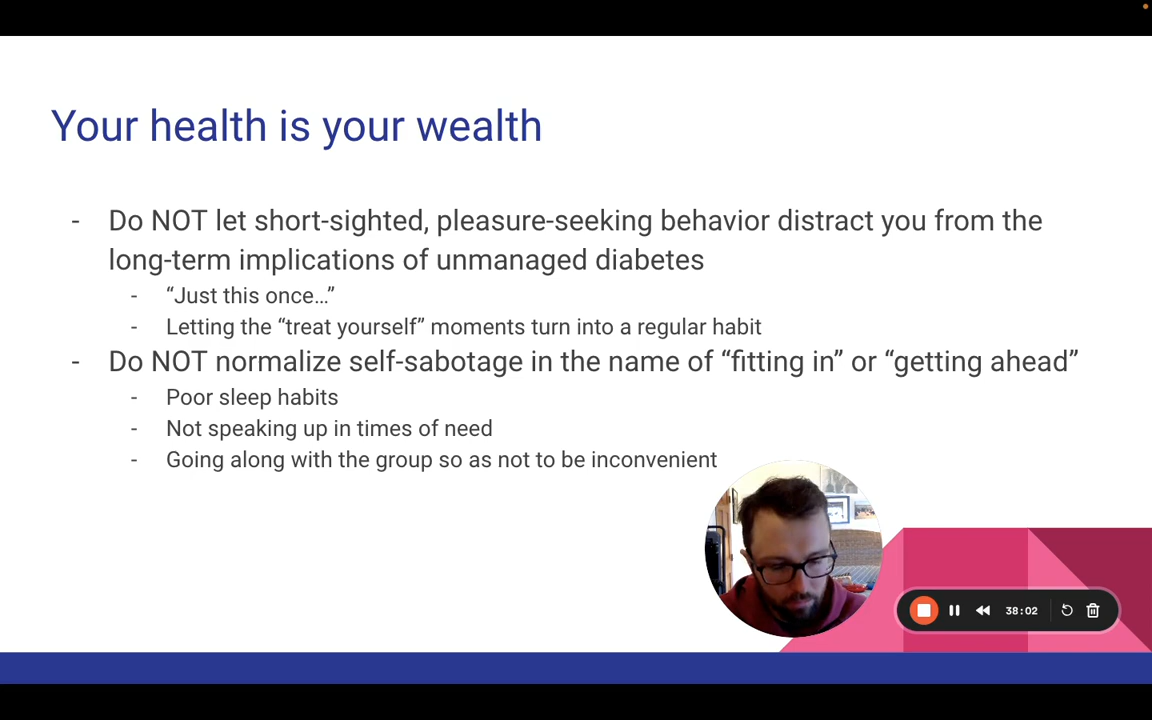 Your health is your wealth
- Do NOT let short-sighted, pleasure-seeking behavior distract you from the
long-term implications of unmanaged diabetes
- “Just this once…”
- Letting the “treat yourself” moments turn into a regular habit
- Do NOT normalize self-sabotage in the name of “fitting in” or “getting ahead”
- Poor sleep habits
- Not speaking up in times of need
- Going along with the group so as not to be inconvenient
38:02